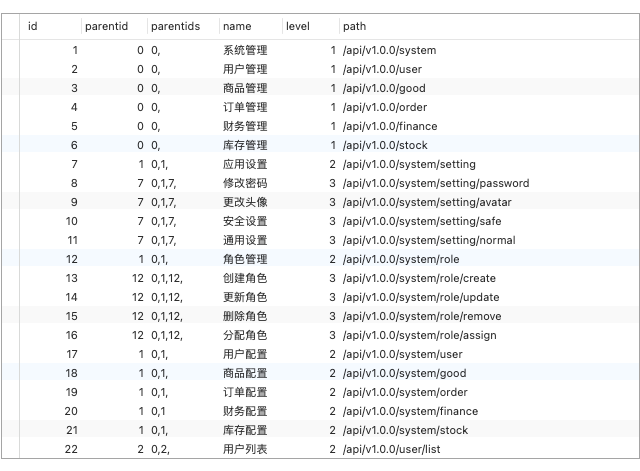 id parentid parentids name level path
1 0 0, 系统管理 1 /api/v1.0.0/system
2 0 0, 用户管理 1 /api/v1.0.0/user
3 0 0, 商品管理 1 /api/v1.0.0/good
4 0 0, 订单管理 1 /api/v1.0.0/order
5 0 0, 财务管理 1 /api/v1.0.0/finance
6 0 0, 库存管理 1 /api/v1.0.0/stock
7 1 0,1, 应用设置 2 /api/v1.0.0/system/setting
8 7 0,1,7, 修改密码 3 /api/v1.0.0/system/setting/password
9 7 0,1,7, 更改头像 3 /api/v1.0.0/system/setting/avatar
10 7 0,1,7, 安全设置 3 /api/v1.0.0/system/setting/safe
11 7 0,1,7, 通用设置 3 /api/v1.0.0/system/setting/normal
12 1 0,1, 角色管理 2 /api/v1.0.0/system/role
13 12 0,1,12, 创建角色 3 /api/v1.0.0/system/role/create
14 12 0,1,12, 更新角色 3 /api/v1.0.0/system/role/update
15 12 0,1,12, 删除角色 3 /api/v1.0.0/system/role/remove
16 12 0,1,12, 分配角色 3 /api/v1.0.0/system/role/assign
17 1 0,1, 用户配置 2 /api/v1.0.0/system/user
18 1 0,1, 商品配置 2 /api/v1.0.0/system/good
19 1 0,1, 订单配置 2 /api/v1.0.0/system/order
20 1 0,1 财务配置 2 /api/v1.0.0/system/finance
21 1 0,1, 库存配置 2 /api/v1.0.0/system/stock
22 2 0,2, 用户列表 2 /api/v1.0.0/user/list